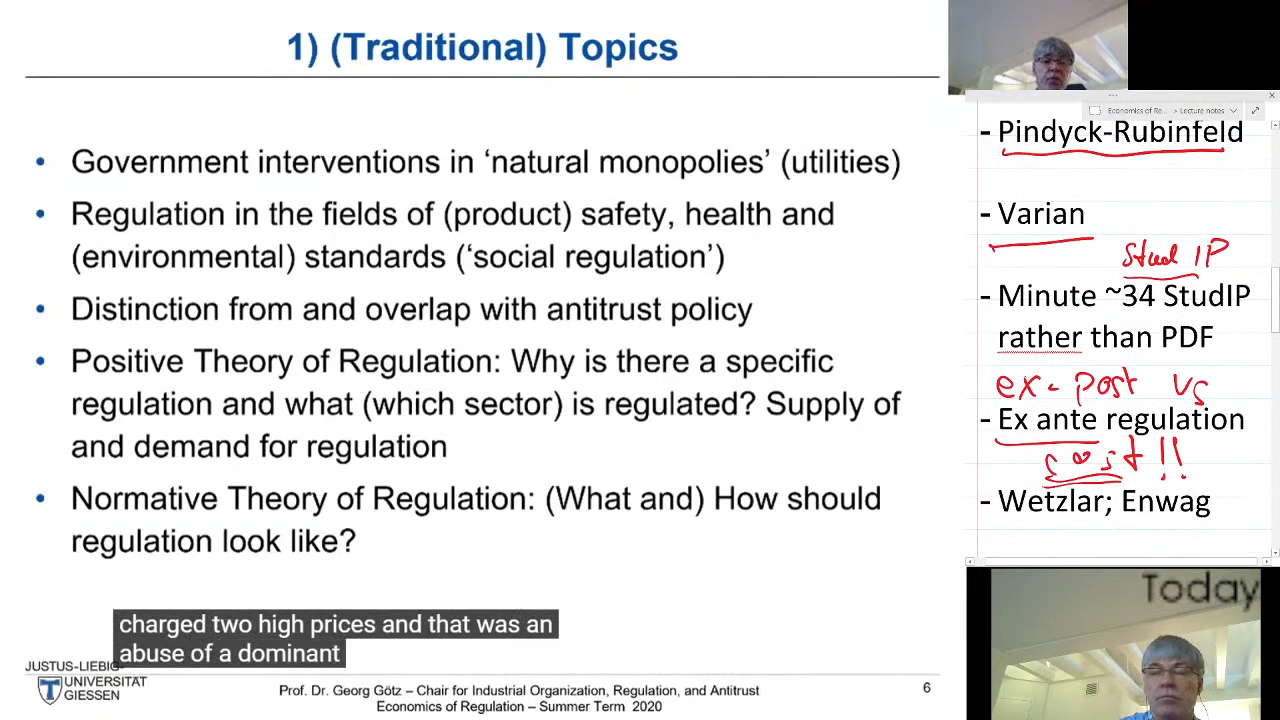 1) (Traditional) Topics
• Government interventions in ‘natural monopolies’ (utilities)
• Regulation in the fields of (product) safety, health and
(environmental) standards (‘social regulation’)
• Distinction from and overlap with antitrust policy
• Positive Theory of Regulation: Why is there a specific
regulation and what (which sector) is regulated? Supply of
and demand for regulation
• Normative Theory of Regulation: (What and) How should
regulation look like?
charged two high prices and that was an
abuse of a dominant
JUSTUS-LIEBIG-
UNIVERSITAT
GIESSEN
Prof. Dr. Georg Götz – Chair for Industrial Organization, Regulation, and Antitrust
Economics of Regulation – Summer Term 2020
6
Economics of Re... > Lecture notes
- Pindyck-Rubinfeld
- Varian
Stud IP
- Minute ~34 StudIP
rather than PDF
ex-post vs
- Ex ante regulation
- Wetzlar; Enwag
Today